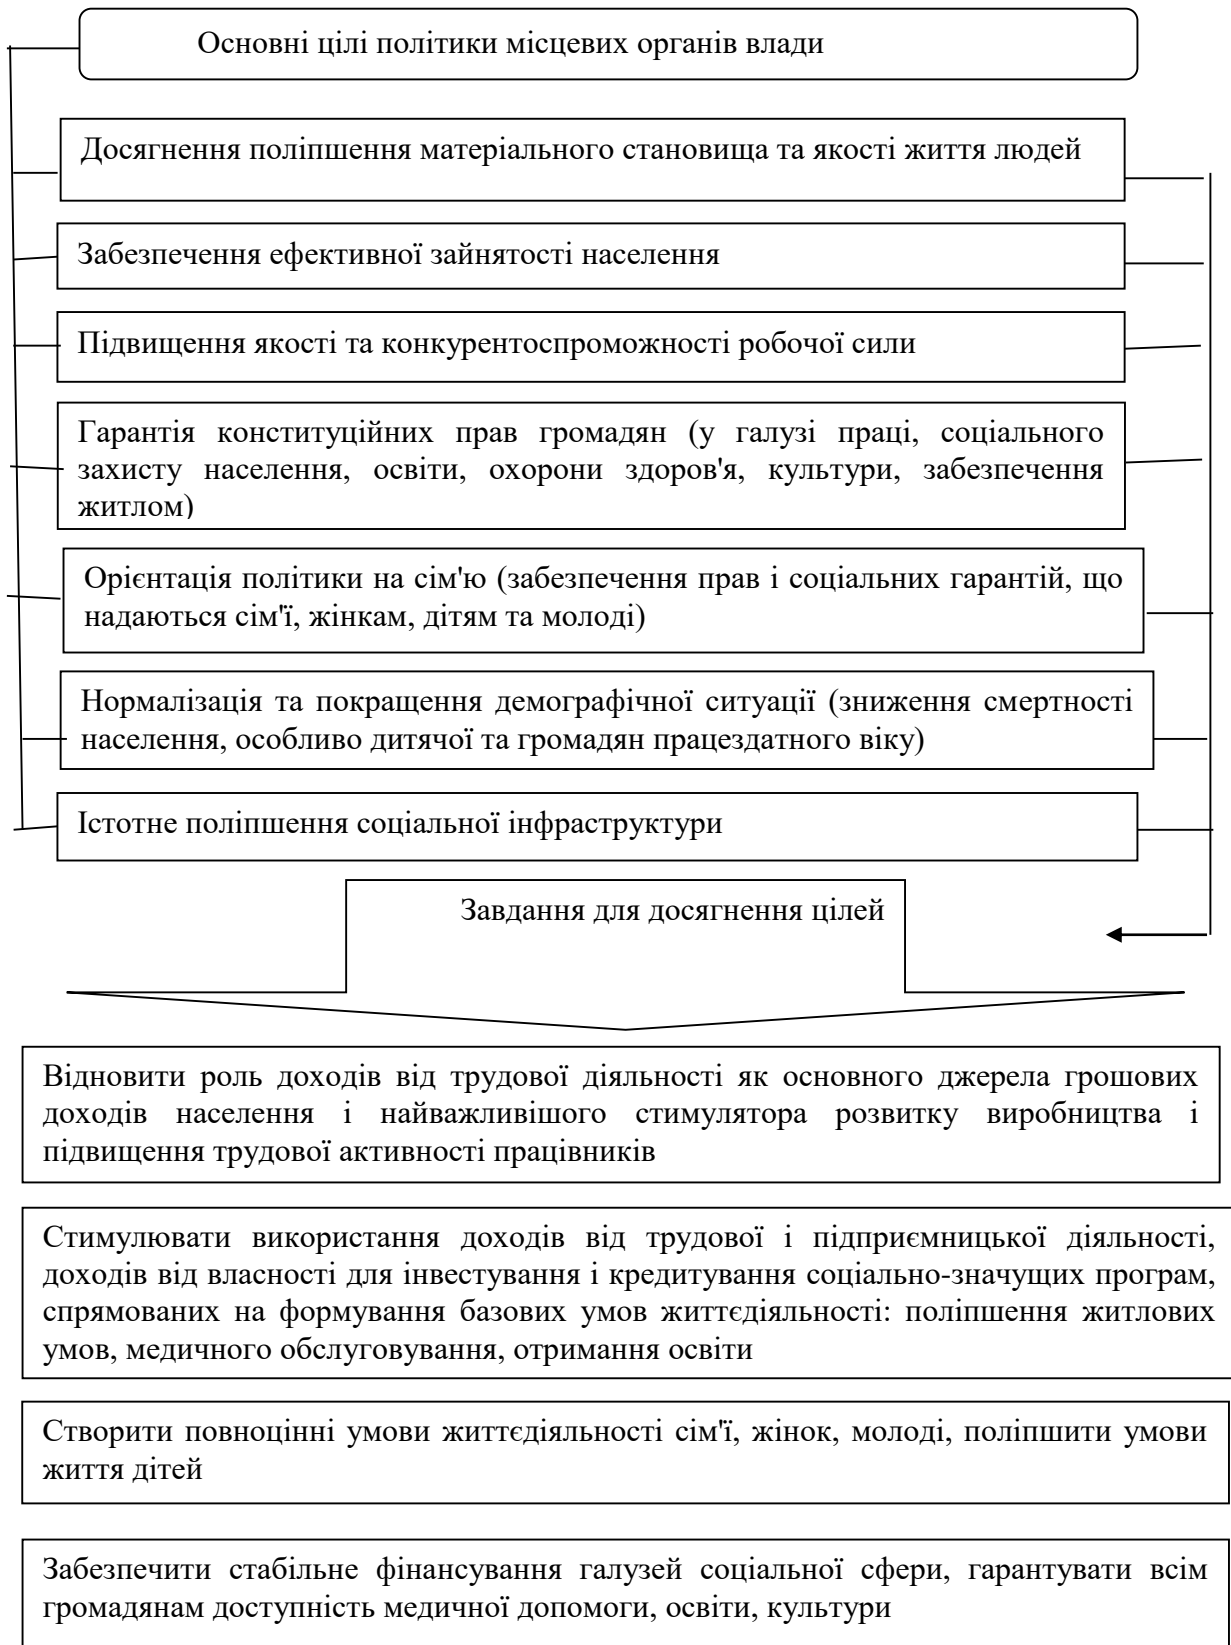 Основні цілі політики місцевих органів влади
Досягнення поліпшення матеріального становища та якості життя людей
Забезпечення ефективної зайнятості населення
Підвищення якості та конкурентоспроможності робочої сили
Гарантія конституційних прав громадян (у галузі праці, соціального
захисту населення, освіти, охорони здоров'я, культури, забезпечення
житлом)
Орієнтація політики на сім'ю (забезпечення прав і соціальних гарантій, що
надаються сім'ї, жінкам, дітям та молоді)
Нормалізація та покращення демографічної ситуації (зниження смертності
населення, особливо дитячої та громадян працездатного віку)
Істотне поліпшення соціальної інфраструктури
Завдання для досягнення цілей
Відновити роль доходів від трудової діяльності як основного джерела грошових
доходів населення і найважливішого стимулятора розвитку виробництва і
підвищення трудової активності працівників
Стимулювати використання доходів від трудової і підприємницької діяльності,
доходів від власності для інвестування і кредитування соціально-значущих програм,
спрямованих на формування базових умов життєдіяльності: поліпшення житлових
умов, медичного обслуговування, отримання освіти
Створити повноцінні умови життєдіяльності сім'ї, жінок, молоді, поліпшити умови
життя дітей
Забезпечити стабільне фінансування галузей соціальної сфери, гарантувати всім
громадянам доступність медичної допомоги, освіти, культури